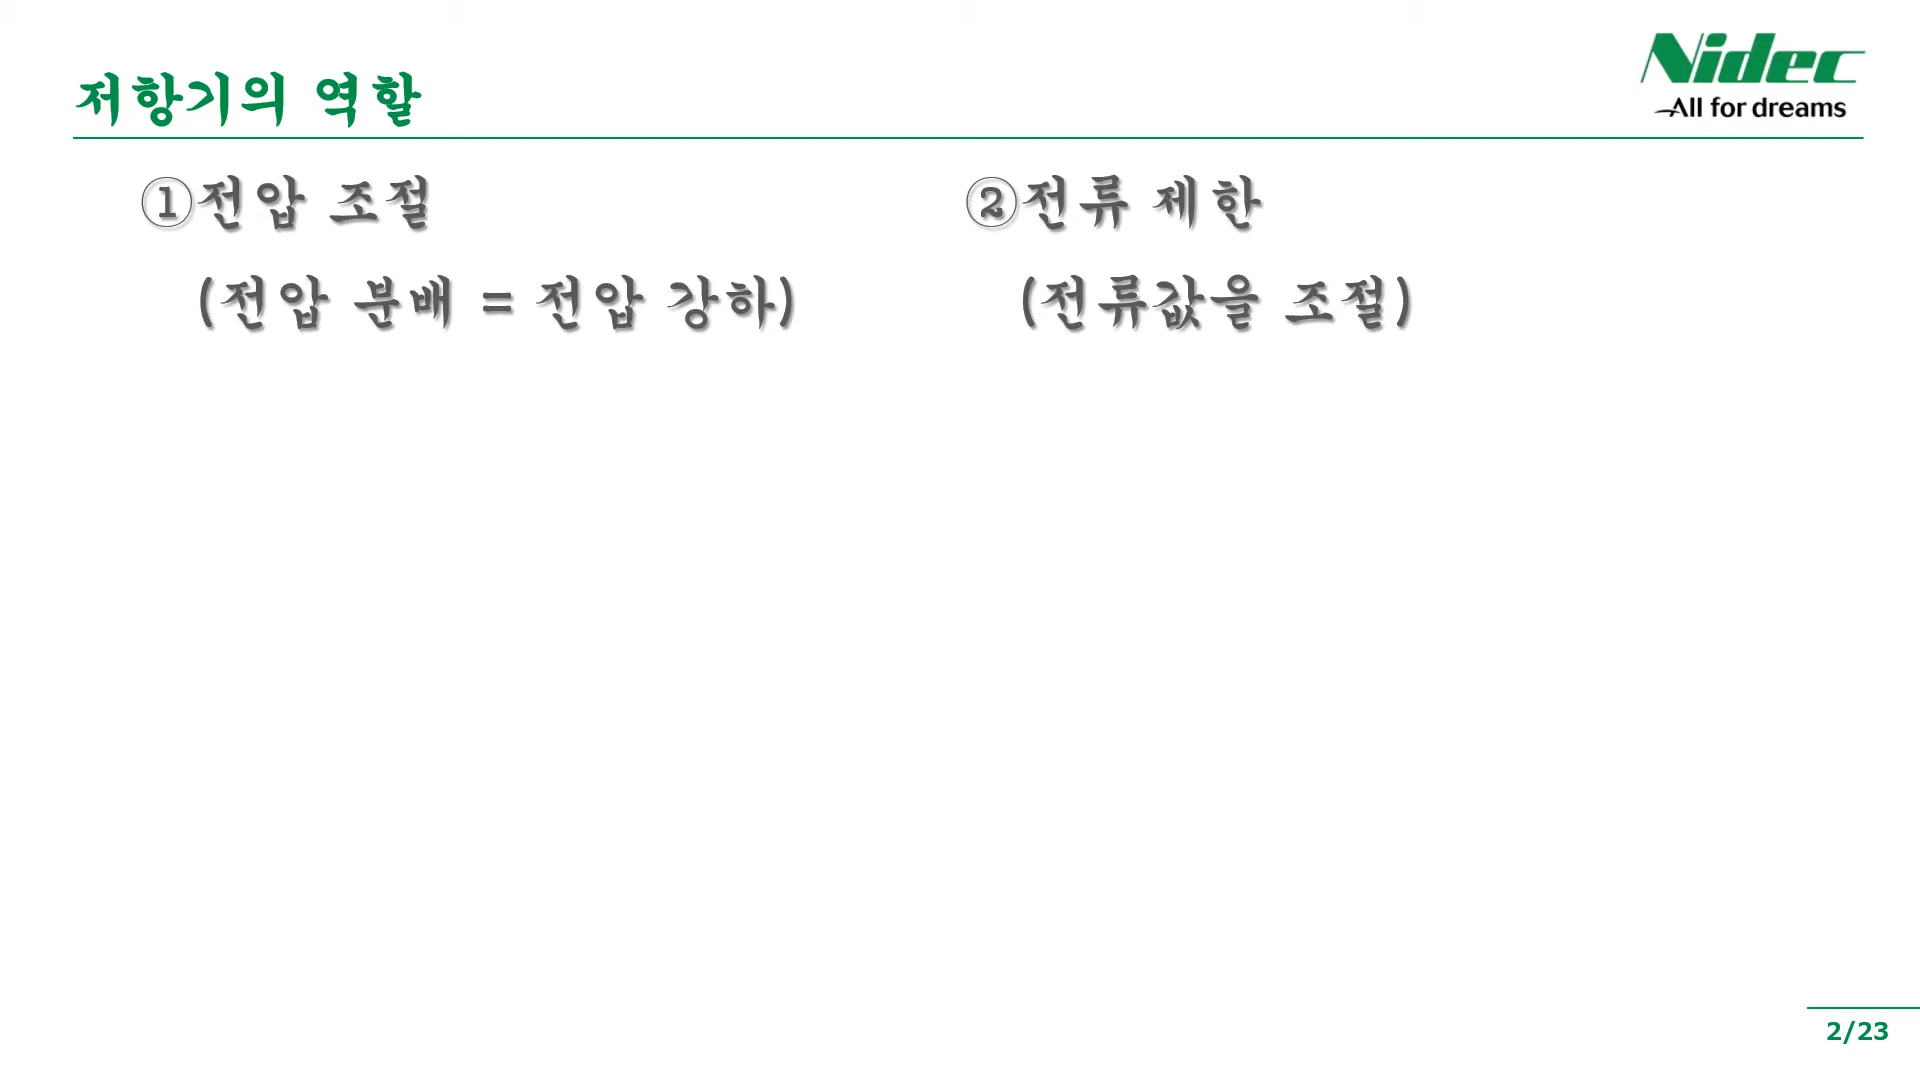 저항기의 역할
Nidec
All for dreams
①전압 조절
(전압 분배 = 전압 강하)
②전류 제한
(전류값을 조절)
2/23